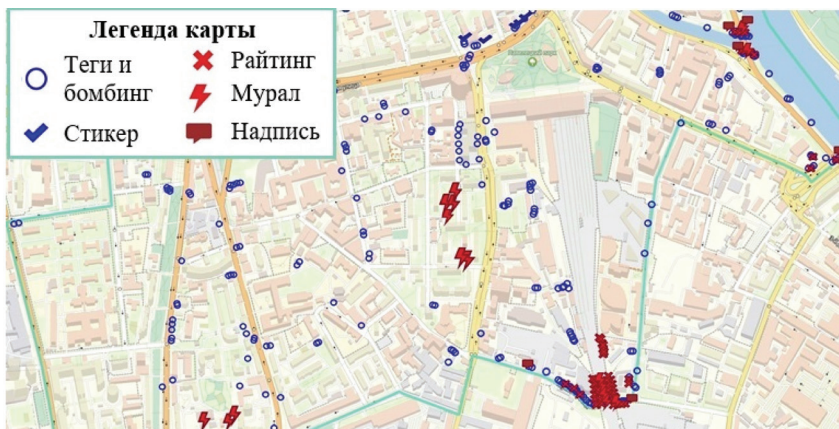 Легенда карты
Теги и
бомбинг
Стикер
Райтинг
Мурал
Надпись